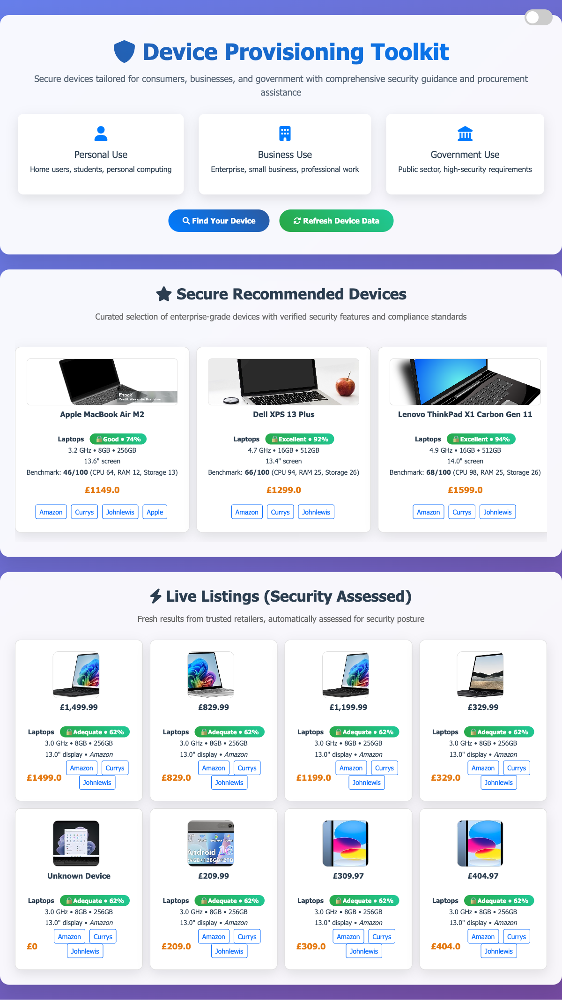 Device Provisioning Toolkit
Secure devices tailored for consumers, businesses, and government with comprehensive security guidance and procurement
assistance
Personal Use
Home users, students, personal computing
Business Use
Enterprise, small business, professional work
Government Use
Public sector, high-security requirements
Find Your Device
Refresh Device Data
Secure Recommended Devices
Curated selection of enterprise-grade devices with verified security features and compliance standards
iStock
Credit: Alexander Bashkirov
Apple MacBook Air M2
Laptops Good • 74%
3.2 GHz • 8GB • 256GB
13.6" screen
Benchmark: 46/100 (CPU 64, RAM 12, Storage 13)
£1149.0
Amazon Currys Johnlewis Apple
Dell XPS 13 Plus
Laptops Excellent • 92%
4.7 GHz • 16GB • 512GB
13.4" screen
Benchmark: 66/100 (CPU 94, RAM 25, Storage 26)
£1299.0
Amazon Currys Johnlewis
Lenovo ThinkPad X1 Carbon Gen 11
Laptops Excellent • 94%
4.9 GHz • 16GB • 512GB
14.0" screen
Benchmark: 68/100 (CPU 98, RAM 25, Storage 26)
£1599.0
Amazon Currys Johnlewis
Live Listings (Security Assessed)
Fresh results from trusted retailers, automatically assessed for security posture
£1,499.99
Laptops Adequate • 62%
3.0 GHz • 8GB • 256GB
13.0" display • Amazon
£1499.0
Amazon Currys
Johnlewis
£829.99
Laptops Adequate • 62%
3.0 GHz • 8GB • 256GB
13.0" display • Amazon
£829.0
Amazon Currys
Johnlewis
£1,199.99
Laptops Adequate • 62%
3.0 GHz • 8GB • 256GB
13.0" display • Amazon
£1199.0
Amazon Currys
Johnlewis
£329.99
Laptops Adequate • 62%
3.0 GHz • 8GB • 256GB
13.0" display • Amazon
£329.0
Amazon Currys
Johnlewis
Unknown Device
Laptops Adequate • 62%
3.0 GHz • 8GB • 256GB
13.0" display • Amazon
£0
Amazon Currys
Johnlewis
Android 16
24GB+128GB+2TB
£209.99
Laptops Adequate • 62%
3.0 GHz • 8GB • 256GB
13.0" display • Amazon
£209.0
Amazon Currys
Johnlewis
£309.97
Laptops Adequate • 62%
3.0 GHz • 8GB • 256GB
13.0" display • Amazon
£309.0
Amazon Currys
Johnlewis
£404.97
Laptops Adequate • 62%
3.0 GHz • 8GB • 256GB
13.0" display • Amazon
£404.0
Amazon Currys
Johnlewis